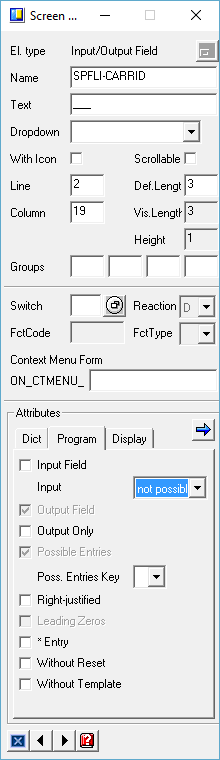 Screen ...
El. type Input/Output Field
Name SPFLI-CARRID
Text ___
Dropdown
With Icon Scrollable
Line 2 Def.Length 3
Column 19 Vis.Length 3
Height 1
Groups
Switch Reaction D
FctCode FctType
Context Menu Form
ON_CTMENU_
Attributes
Dict Program Display
Input Field
Input not possibl
Output Field
Output Only
Possible Entries
Poss. Entries Key
Right-justified
Leading Zeros
* Entry
Without Reset
Without Template